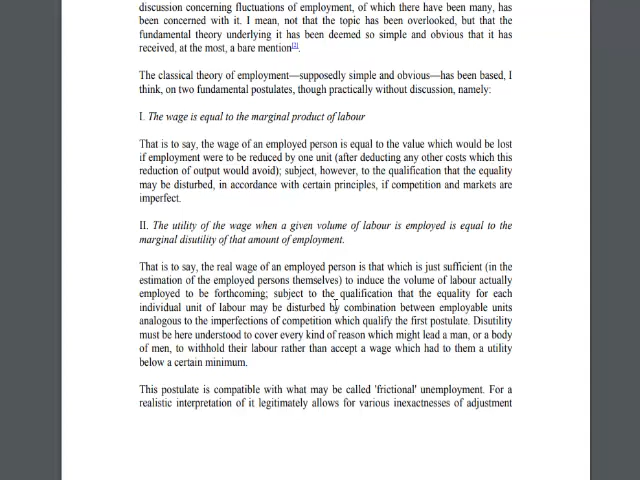 discussion concerning fluctuations of employment, of which there have been many, has
been concerned with it. I mean, not that the topic has been overlooked, but that the
fundamental theory underlying it has been deemed so simple and obvious that it has
received, at the most, a bare mention[2].
The classical theory of employment—supposedly simple and obvious—has been based, I
think, on two fundamental postulates, though practically without discussion, namely:
I. The wage is equal to the marginal product of labour
That is to say, the wage of an employed person is equal to the value which would be lost
if employment were to be reduced by one unit (after deducting any other costs which this
reduction of output would avoid); subject, however, to the qualification that the equality
may be disturbed, in accordance with certain principles, if competition and markets are
imperfect.
II. The utility of the wage when a given volume of labour is employed is equal to the
marginal disutility of that amount of employment.
That is to say, the real wage of an employed person is that which is just sufficient (in the
estimation of the employed persons themselves) to induce the volume of labour actually
employed to be forthcoming; subject to the qualification that the equality for each
individual unit of labour may be disturbed by combination between employable units
analogous to the imperfections of competition which qualify the first postulate. Disutility
must be here understood to cover every kind of reason which might lead a man, or a body
of men, to withhold their labour rather than accept a wage which had to them a utility
below a certain minimum.
This postulate is compatible with what may be called 'frictional' unemployment. For a
realistic interpretation of it legitimately allows for various inexactnesses of adjustment